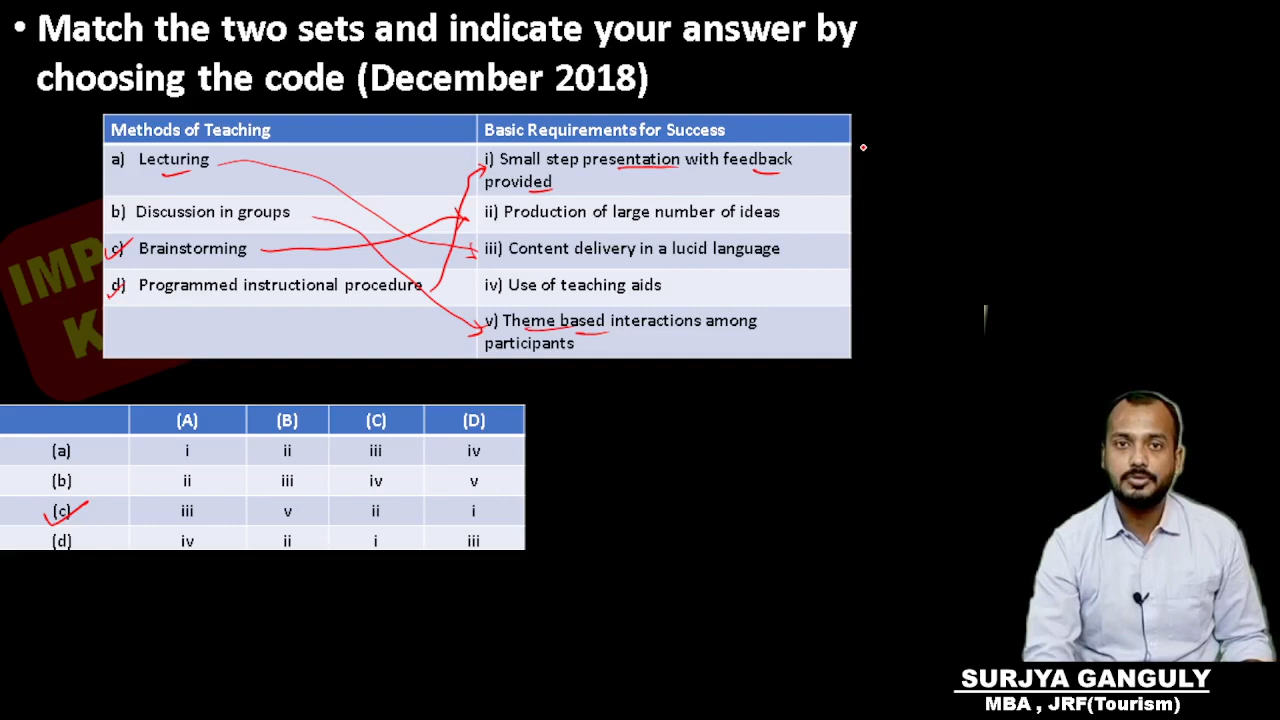 • Match the two sets and indicate your answer by
choosing the code (December 2018)
Methods of Teaching Basic Requirements for Success
a) Lecturing i) Small step presentation with feedback
provided
b) Discussion in groups ii) Production of large number of ideas
c) Brainstorming iii) Content delivery in a lucid language
d) Programmed instructional procedure iv) Use of teaching aids
v) Theme based interactions among
participants
IMP
K
(A) (B) (C) (D)
(a) i ii iii iv
(b) ii iii iv v
(c) iii v ii i
(d) iv ii i iii
SURJYA GANGULY
MBA , JRF(Tourism)